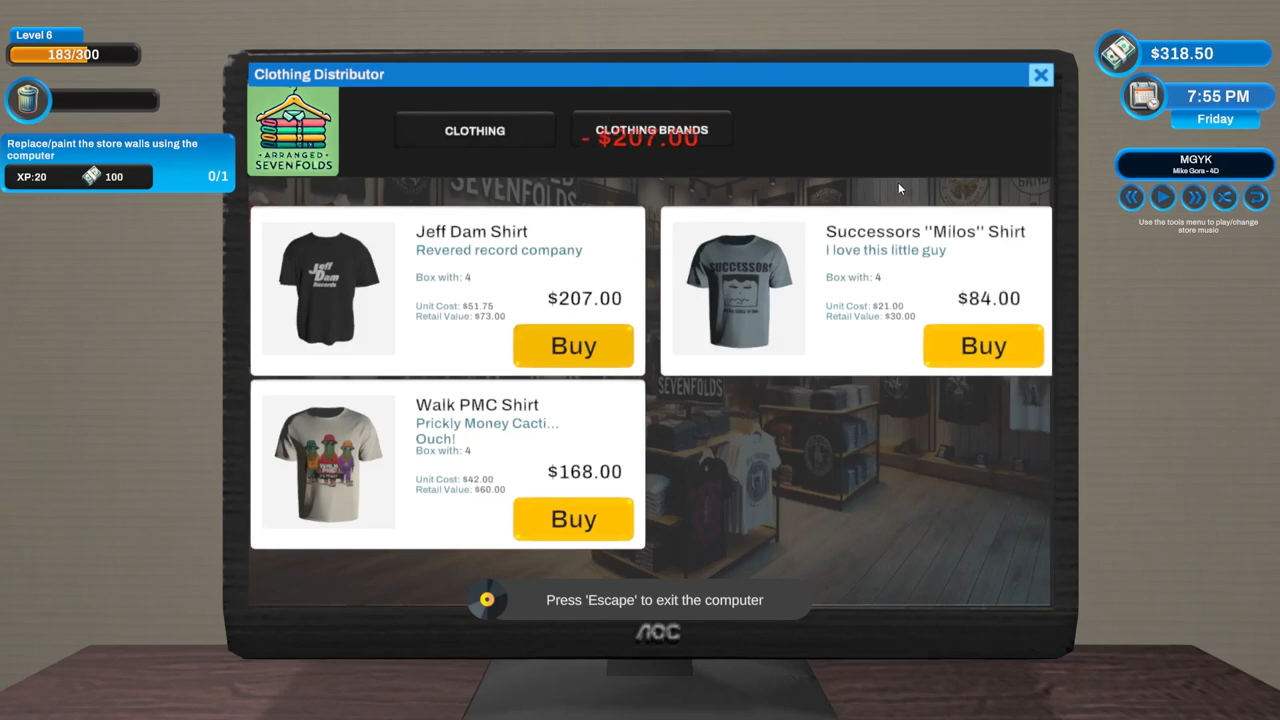 Level 6
183/300
Replace/paint the store walls using the
computer
XP:20
100
0/1
Clothing Distributor
ARRANGED
SEVENFOLDS
CLOTHING
CLOTHING BRANDS
- $207.00
$318.50
7:55 PM
Friday
MGYK
Mike Gora - 4D
Use the tools menu to play/change
store music
SEVENFOLDS
Jeff Dam Shirt
Revered record company
Box with: 4
Unit Cost: $51.75
Retail Value: $73.00
$207.00
Buy
Jeff
Dam
Records
Successors "Milos" Shirt
I love this little guy
Box with: 4
Unit Cost: $21.00
Retail Value: $30.00
$84.00
Buy
SUCCESSORS
Walk PMC Shirt
Prickly Money Cacti...
Ouch!
Box with: 4
Unit Cost: $42.00
Retail Value: $60.00
$168.00
Buy
SEVENFOLDS
Press 'Escape' to exit the computer
AOC